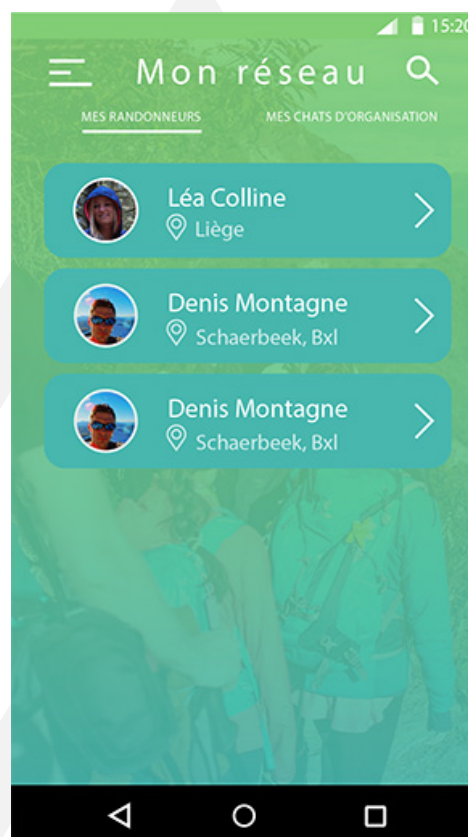 15:20
Mon réseau
MES RANDONNEURS MES CHATS D'ORGANISATION
Léa Colline
Liège
Denis Montagne
Schaerbeek, Bxl
Denis Montagne
Schaerbeek, Bxl